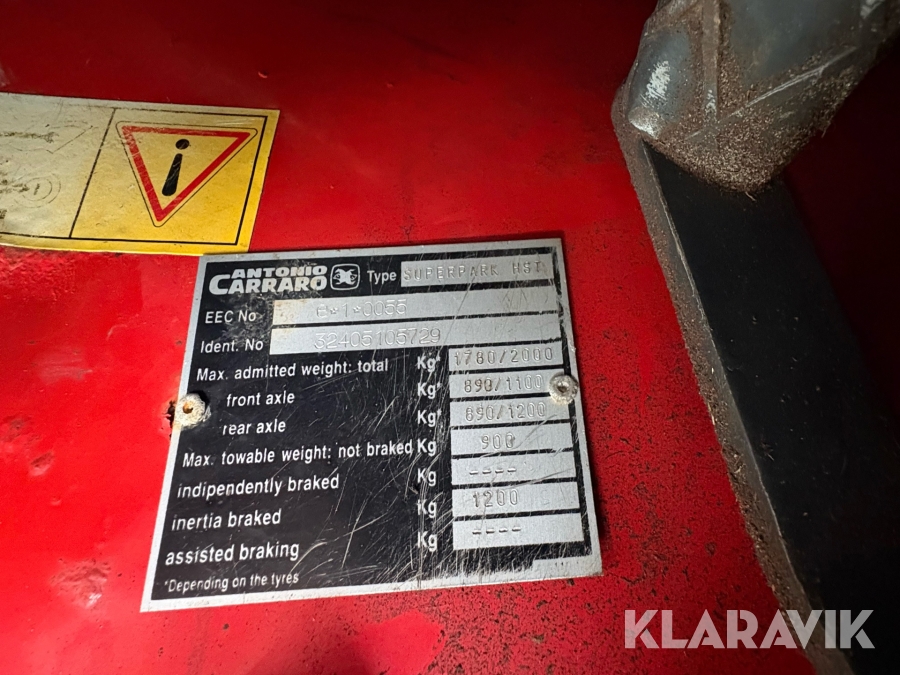 ANTONIO CARRARO Type SUPERPARK HST
EEC No B*1*0055
Ident. No 32405105729
Max. admitted weight: total Kg* 1780/2000
front axle Kg* 890/1100
rear axle Kg* 890/1200
Max. towable weight: not braked Kg 900
indipendently braked Kg ----
inertia braked Kg 1200
assisted braking Kg ----
*Depending on the tyres
KLARAVIK